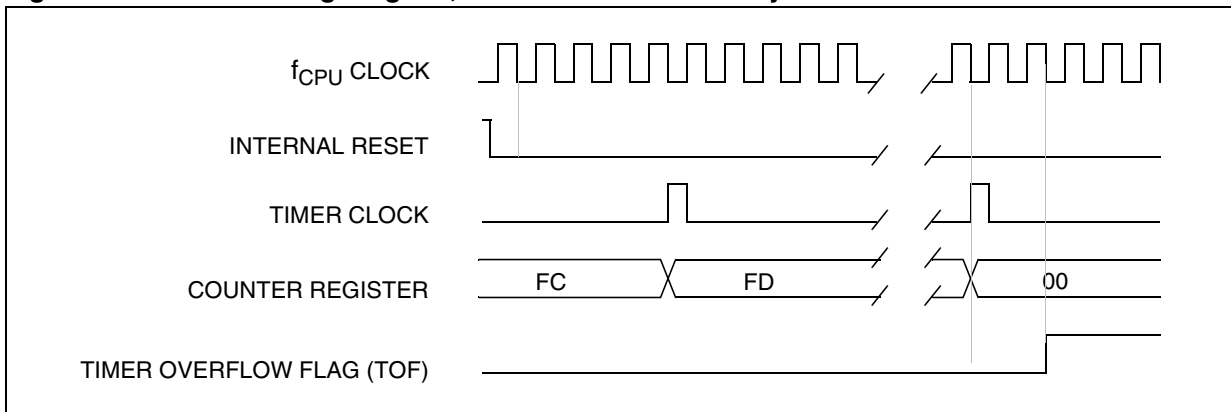 fCPU CLOCK
INTERNAL RESET
TIMER CLOCK
COUNTER REGISTER FC FD 00
TIMER OVERFLOW FLAG (TOF)